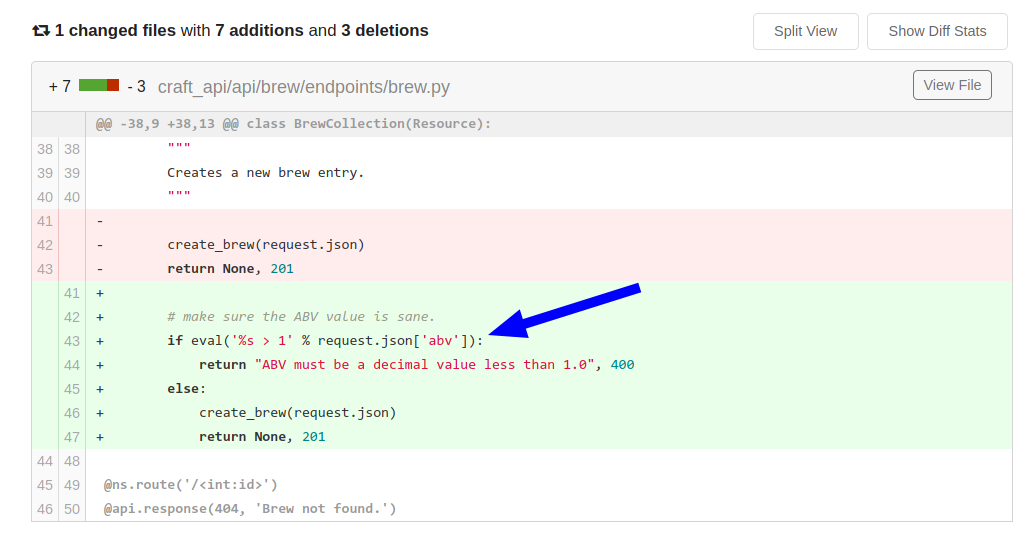 1 changed files with 7 additions and 3 deletions Split View Show Diff Stats
+ 7 - 3 craft_api/api/brew/endpoints/brew.py View File
@@ -38,9 +38,13 @@ class BrewCollection(Resource):
38 38         """
39 39         Creates a new brew entry.
40 40         """
41 -
42 -         create_brew(request.json)
43 -         return None, 201
41 +
42 +         # make sure the ABV value is sane.
43 +         if eval('%s > 1' % request.json['abv']):
44 +             return "ABV must be a decimal value less than 1.0", 400
45 +         else:
46 +             create_brew(request.json)
47 +             return None, 201
44 48
45 49 @ns.route('/<int:id>')
46 50 @api.response(404, 'Brew not found.')